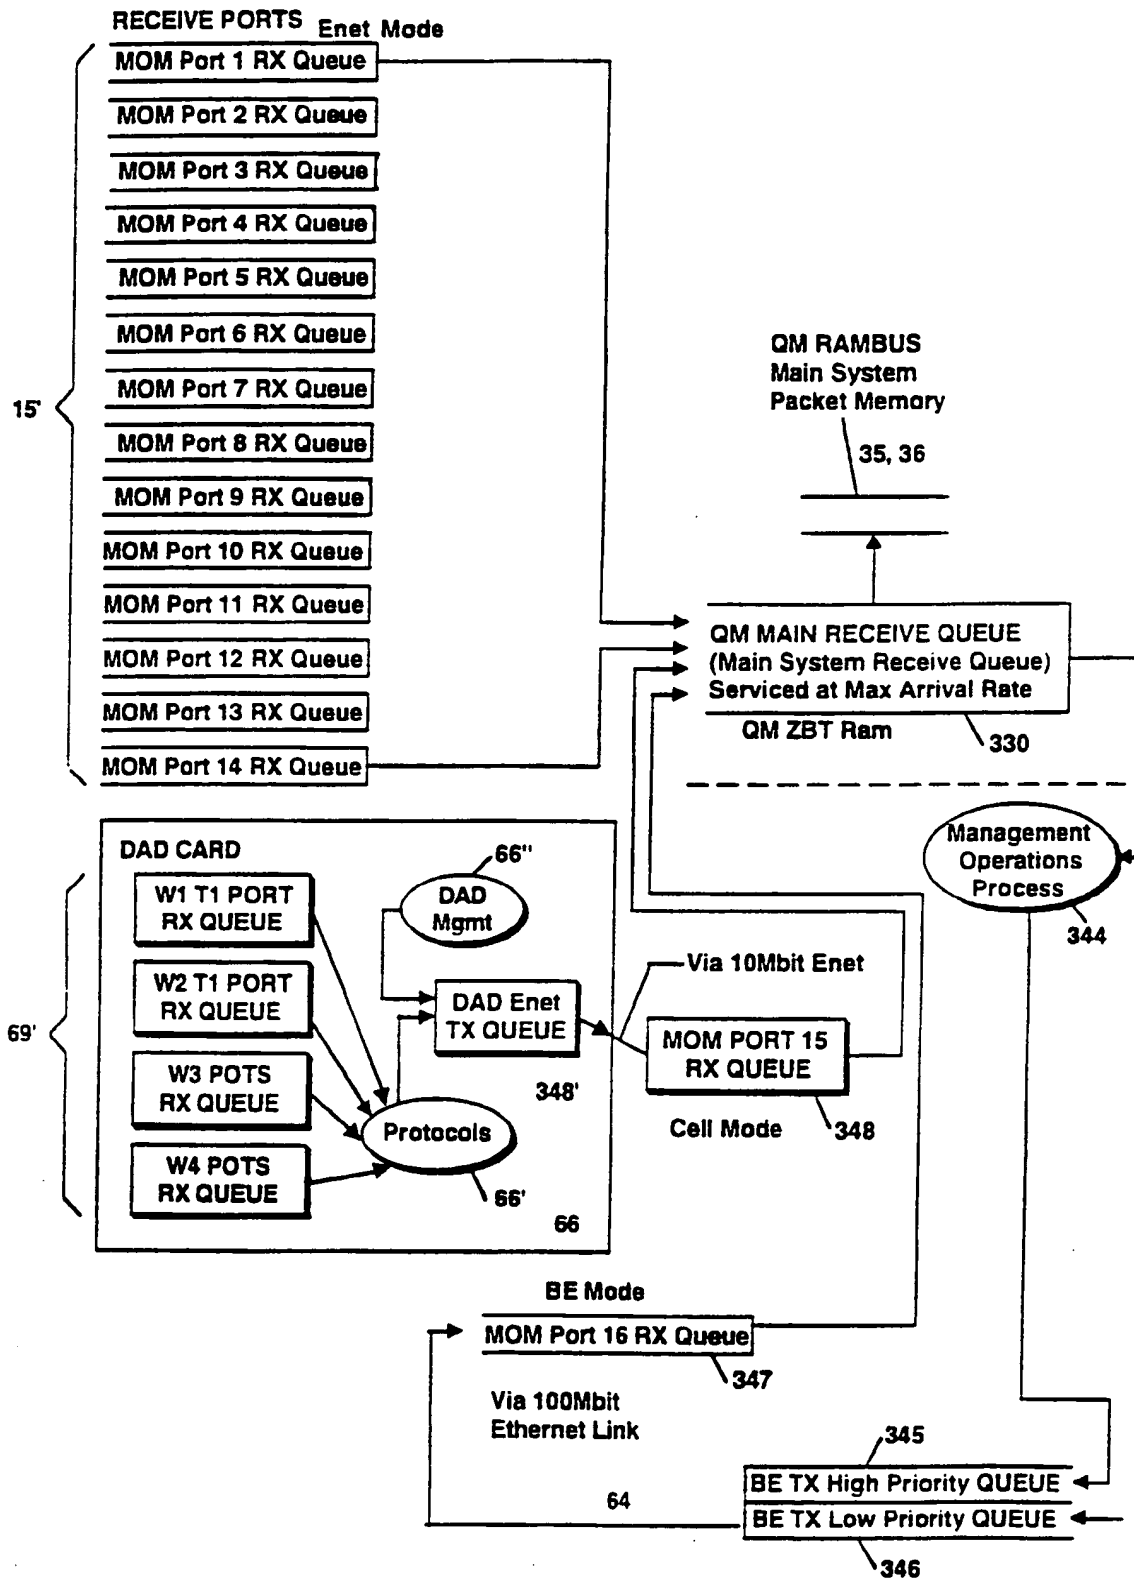 RECEIVE PORTS Enet Mode
MOM Port 1 RX Queue
MOM Port 2 RX Queue
MOM Port 3 RX Queue
MOM Port 4 RX Queue
MOM Port 5 RX Queue
MOM Port 6 RX Queue
MOM Port 7 RX Queue
MOM Port 8 RX Queue
MOM Port 9 RX Queue
MOM Port 10 RX Queue
MOM Port 11 RX Queue
MOM Port 12 RX Queue
MOM Port 13 RX Queue
MOM Port 14 RX Queue
15'
QM RAMBUS
Main System
Packet Memory
35, 36
QM MAIN RECEIVE QUEUE
(Main System Receive Queue)
Serviced at Max Arrival Rate
QM ZBT Ram
330
Management
Operations
Process
344
DAD CARD
66"
W1 T1 PORT
RX QUEUE
DAD
Mgmt
W2 T1 PORT
RX QUEUE
DAD Enet
TX QUEUE
Via 10Mbit Enet
69'
W3 POTS
RX QUEUE
348'
MOM PORT 15
RX QUEUE
Cell Mode
348
Protocols
W4 POTS
RX QUEUE
66'
66
BE Mode
MOM Port 16 RX Queue
347
Via 100Mbit
Ethernet Link
345
BE TX High Priority QUEUE
64
BE TX Low Priority QUEUE
346